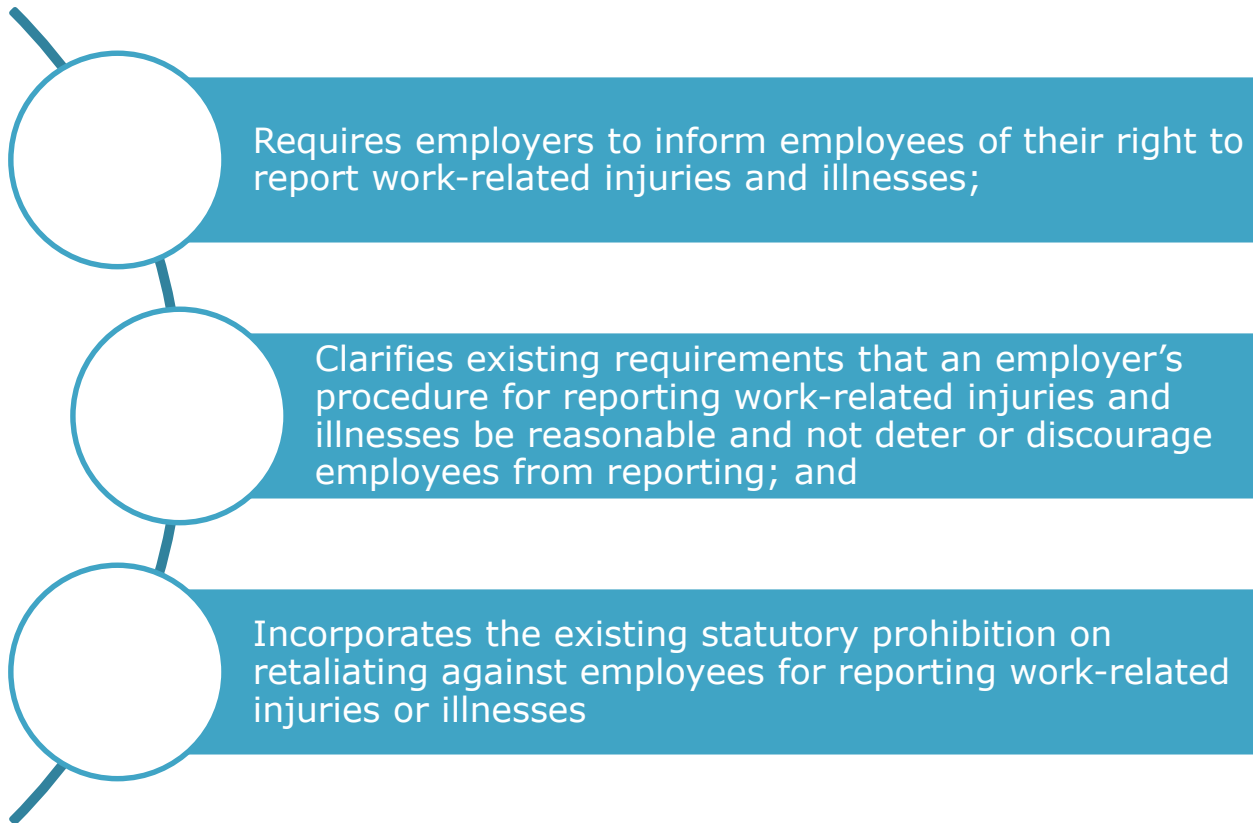 Requires employers to inform employees of their right to
report work-related injuries and illnesses;
Clarifies existing requirements that an employer’s
procedure for reporting work-related injuries and
illnesses be reasonable and not deter or discourage
employees from reporting; and
Incorporates the existing statutory prohibition on
retaliating against employees for reporting work-related
injuries or illnesses